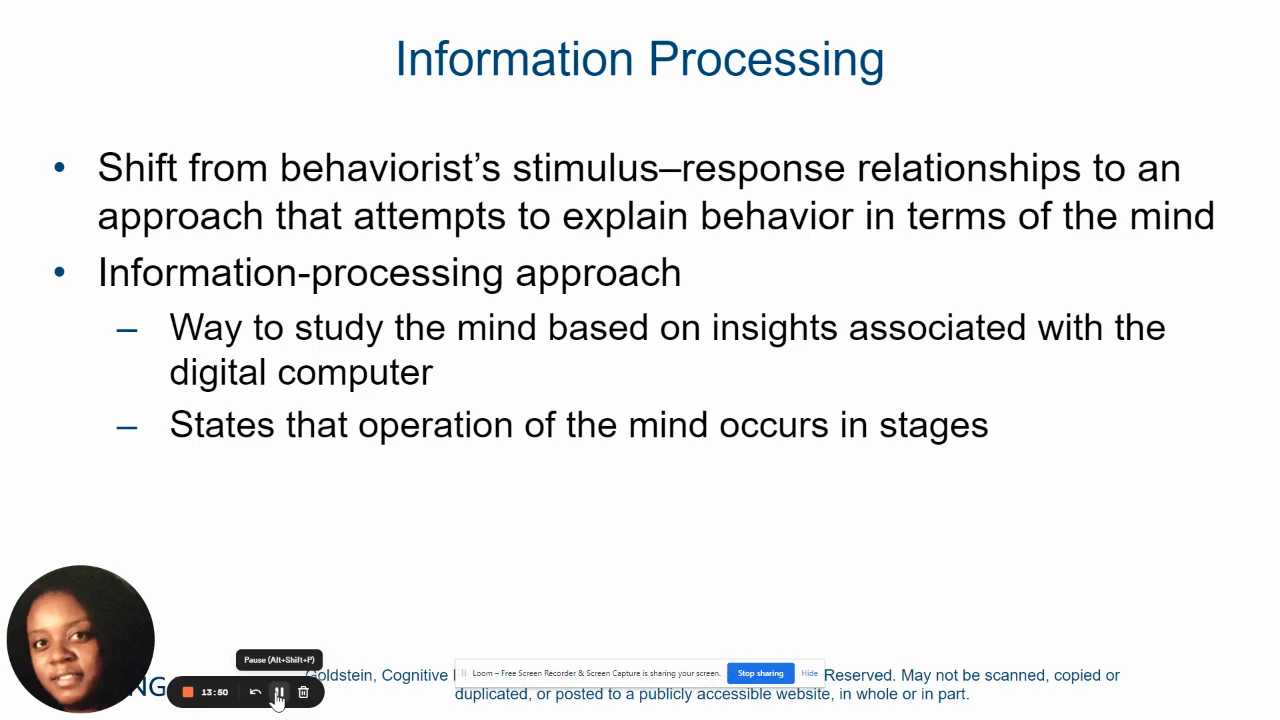 Information Processing
• Shift from behaviorist’s stimulus–response relationships to an
approach that attempts to explain behavior in terms of the mind
• Information-processing approach
– Way to study the mind based on insights associated with the
digital computer
– States that operation of the mind occurs in stages
Pause (Alt+Shift+P)
13:50
NG
Goldstein, Cognitive
Loom – Free Screen Recorder & Screen Capture is sharing your screen.
Stop sharing
Hide
Reserved. May not be scanned, copied or
duplicated, or posted to a publicly accessible website, in whole or in part.